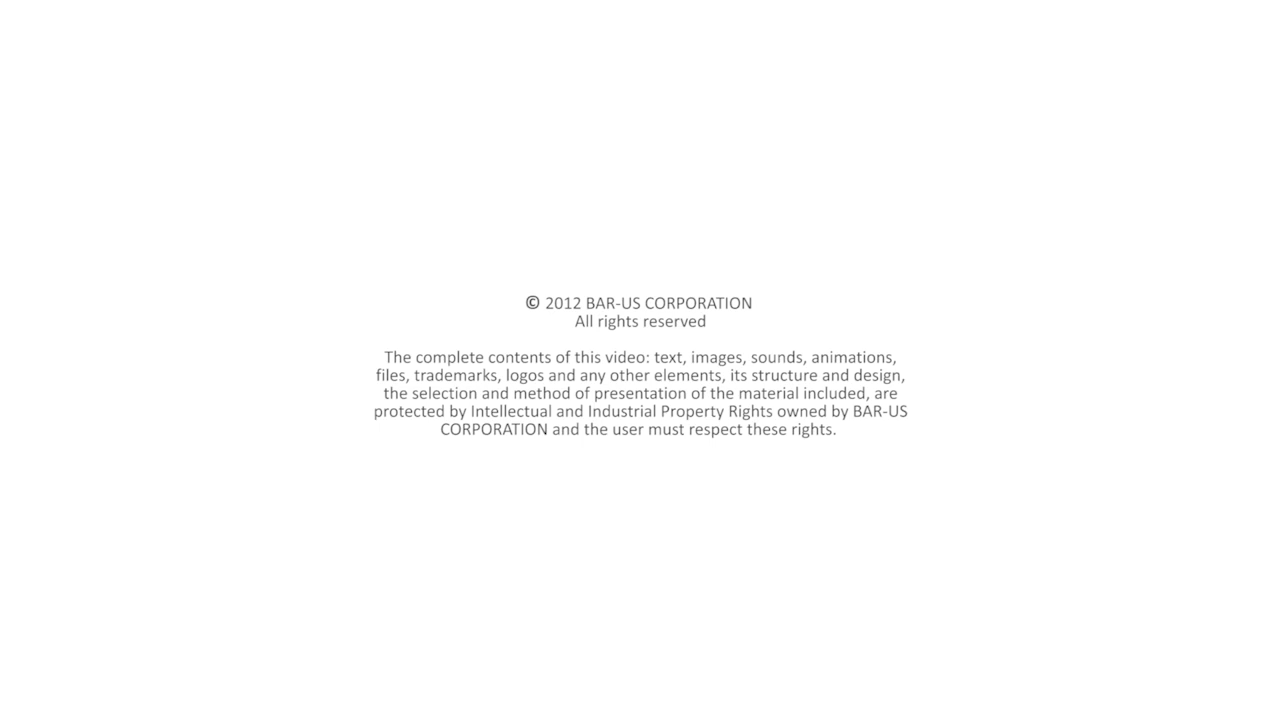 © 2012 BAR-US CORPORATION
All rights reserved
The complete contents of this video: text, images, sounds, animations,
files, trademarks, logos and any other elements, its structure and design,
the selection and method of presentation of the material included, are
protected by Intellectual and Industrial Property Rights owned by BAR-US
CORPORATION and the user must respect these rights.